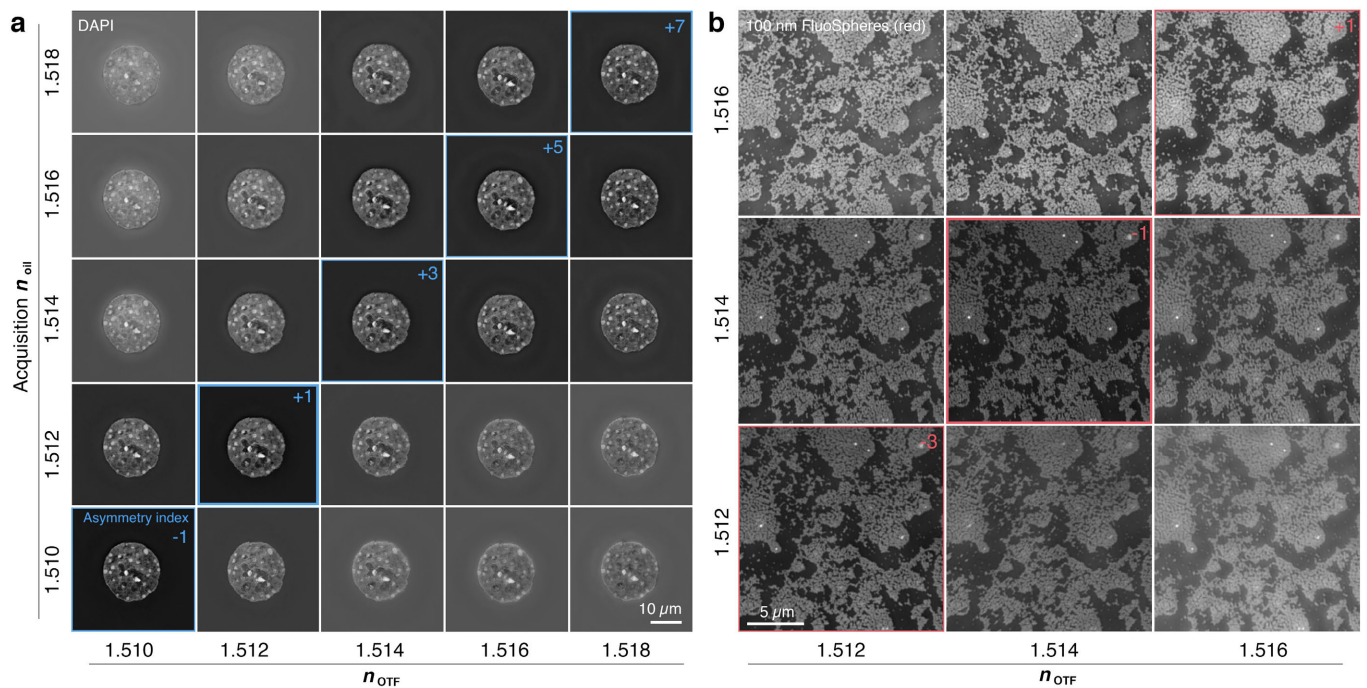 a
DAPI
Acquisition n oil
1.518
1.516
1.514
1.512
1.510
+7
+5
+3
+1
Asymmetry index
-1
10 µm
1.510
1.512
1.514
1.516
1.518
n OTF
b
100 nm FluoSpheres (red)
1.516
1.514
1.512
+1
-1
-3
5 µm
1.512
1.514
1.516
n OTF